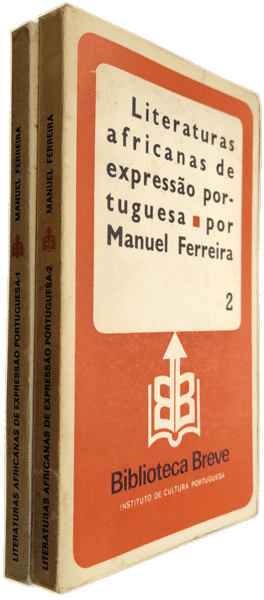 LITERATURAS AFRICANAS DE EXPRESSÃO PORTUGUESA-1 MANUEL FERREIRA
LITERATURAS AFRICANAS DE EXPRESSÃO PORTUGUESA-2 MANUEL FERREIRA
Literaturas
africanas de
expressão por-
tuguesa ▪ por
Manuel Ferreira
2
BB
Biblioteca Breve
INSTITUTO DE CULTURA PORTUGUESA